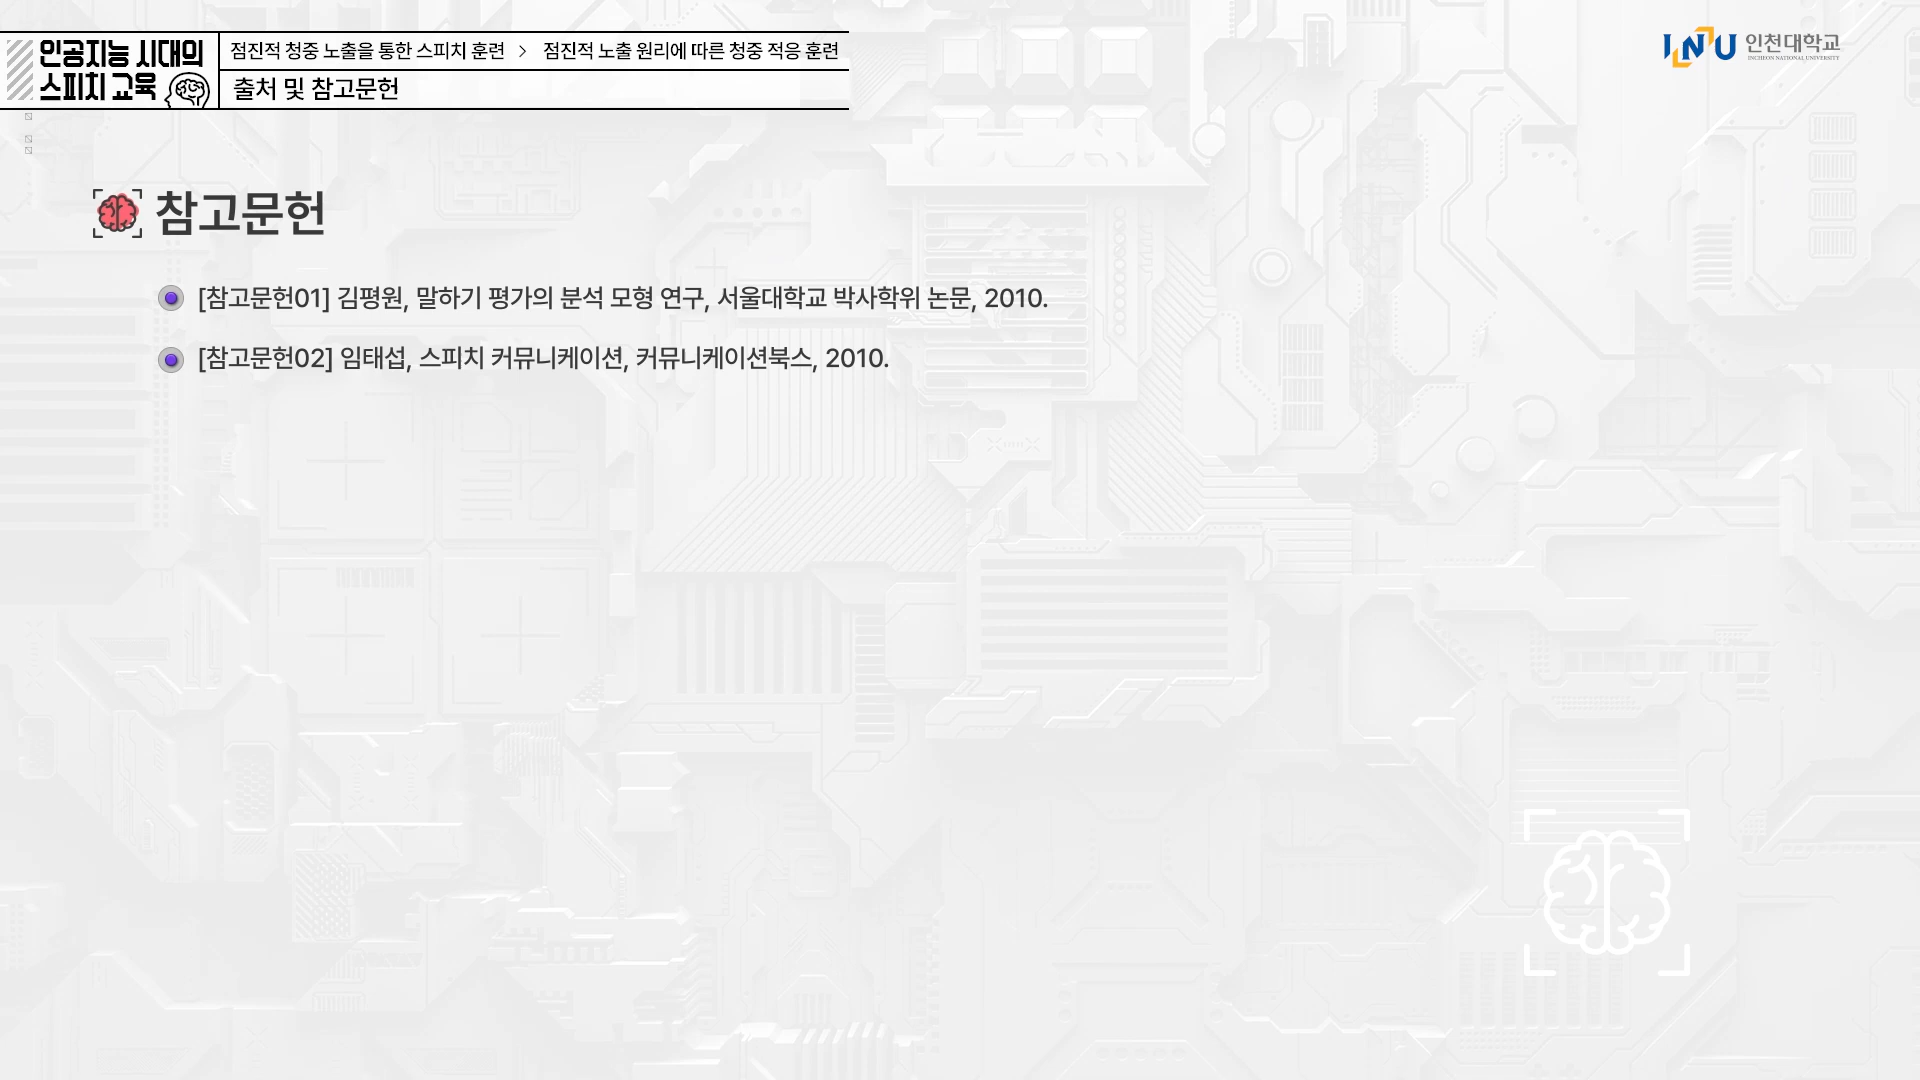 인공지능 시대의
스피치 교육
점진적 청중 노출을 통한 스피치 훈련 > 점진적 노출 원리에 따른 청중 적응 훈련
출처 및 참고문헌
INU 인천대학교
INCHEON NATIONAL UNIVERSITY
참고문헌
[참고문헌01] 김평원, 말하기 평가의 분석 모형 연구, 서울대학교 박사학위 논문, 2010.
[참고문헌02] 임태섭, 스피치 커뮤니케이션, 커뮤니케이션북스, 2010.